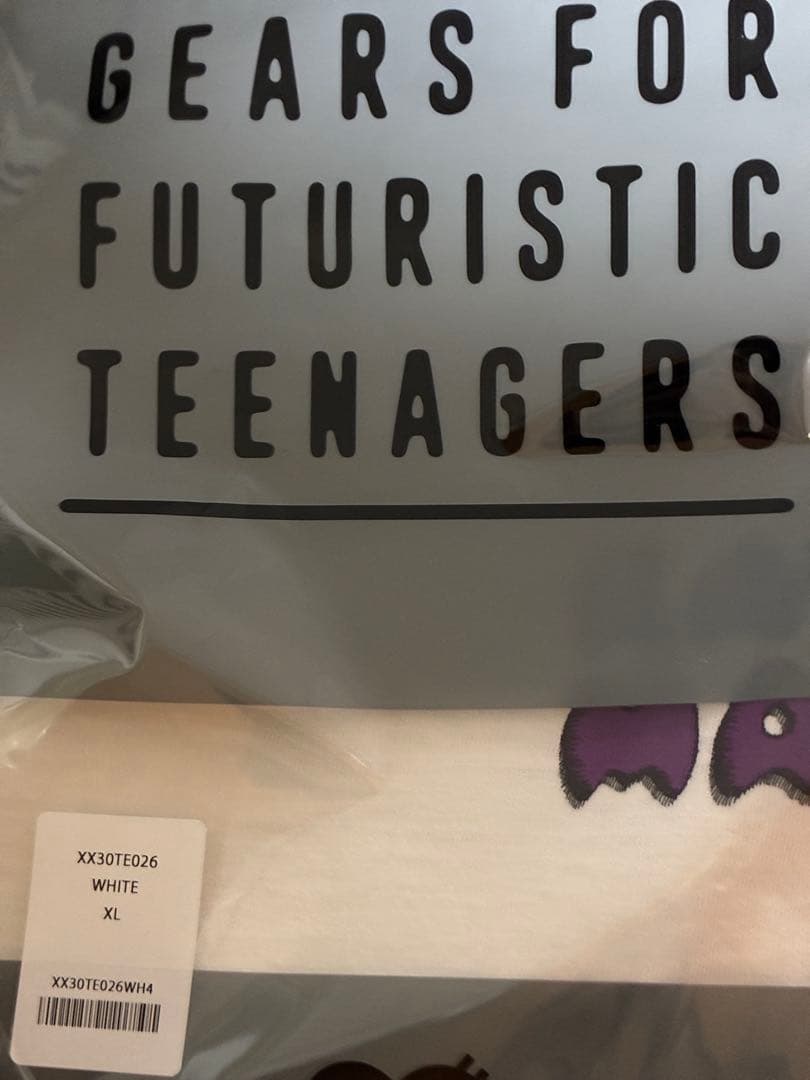 GEARS FOR
FUTURISTIC
TEENAGERS
XX30TE026
WHITE
XL
XX30TE026WH4